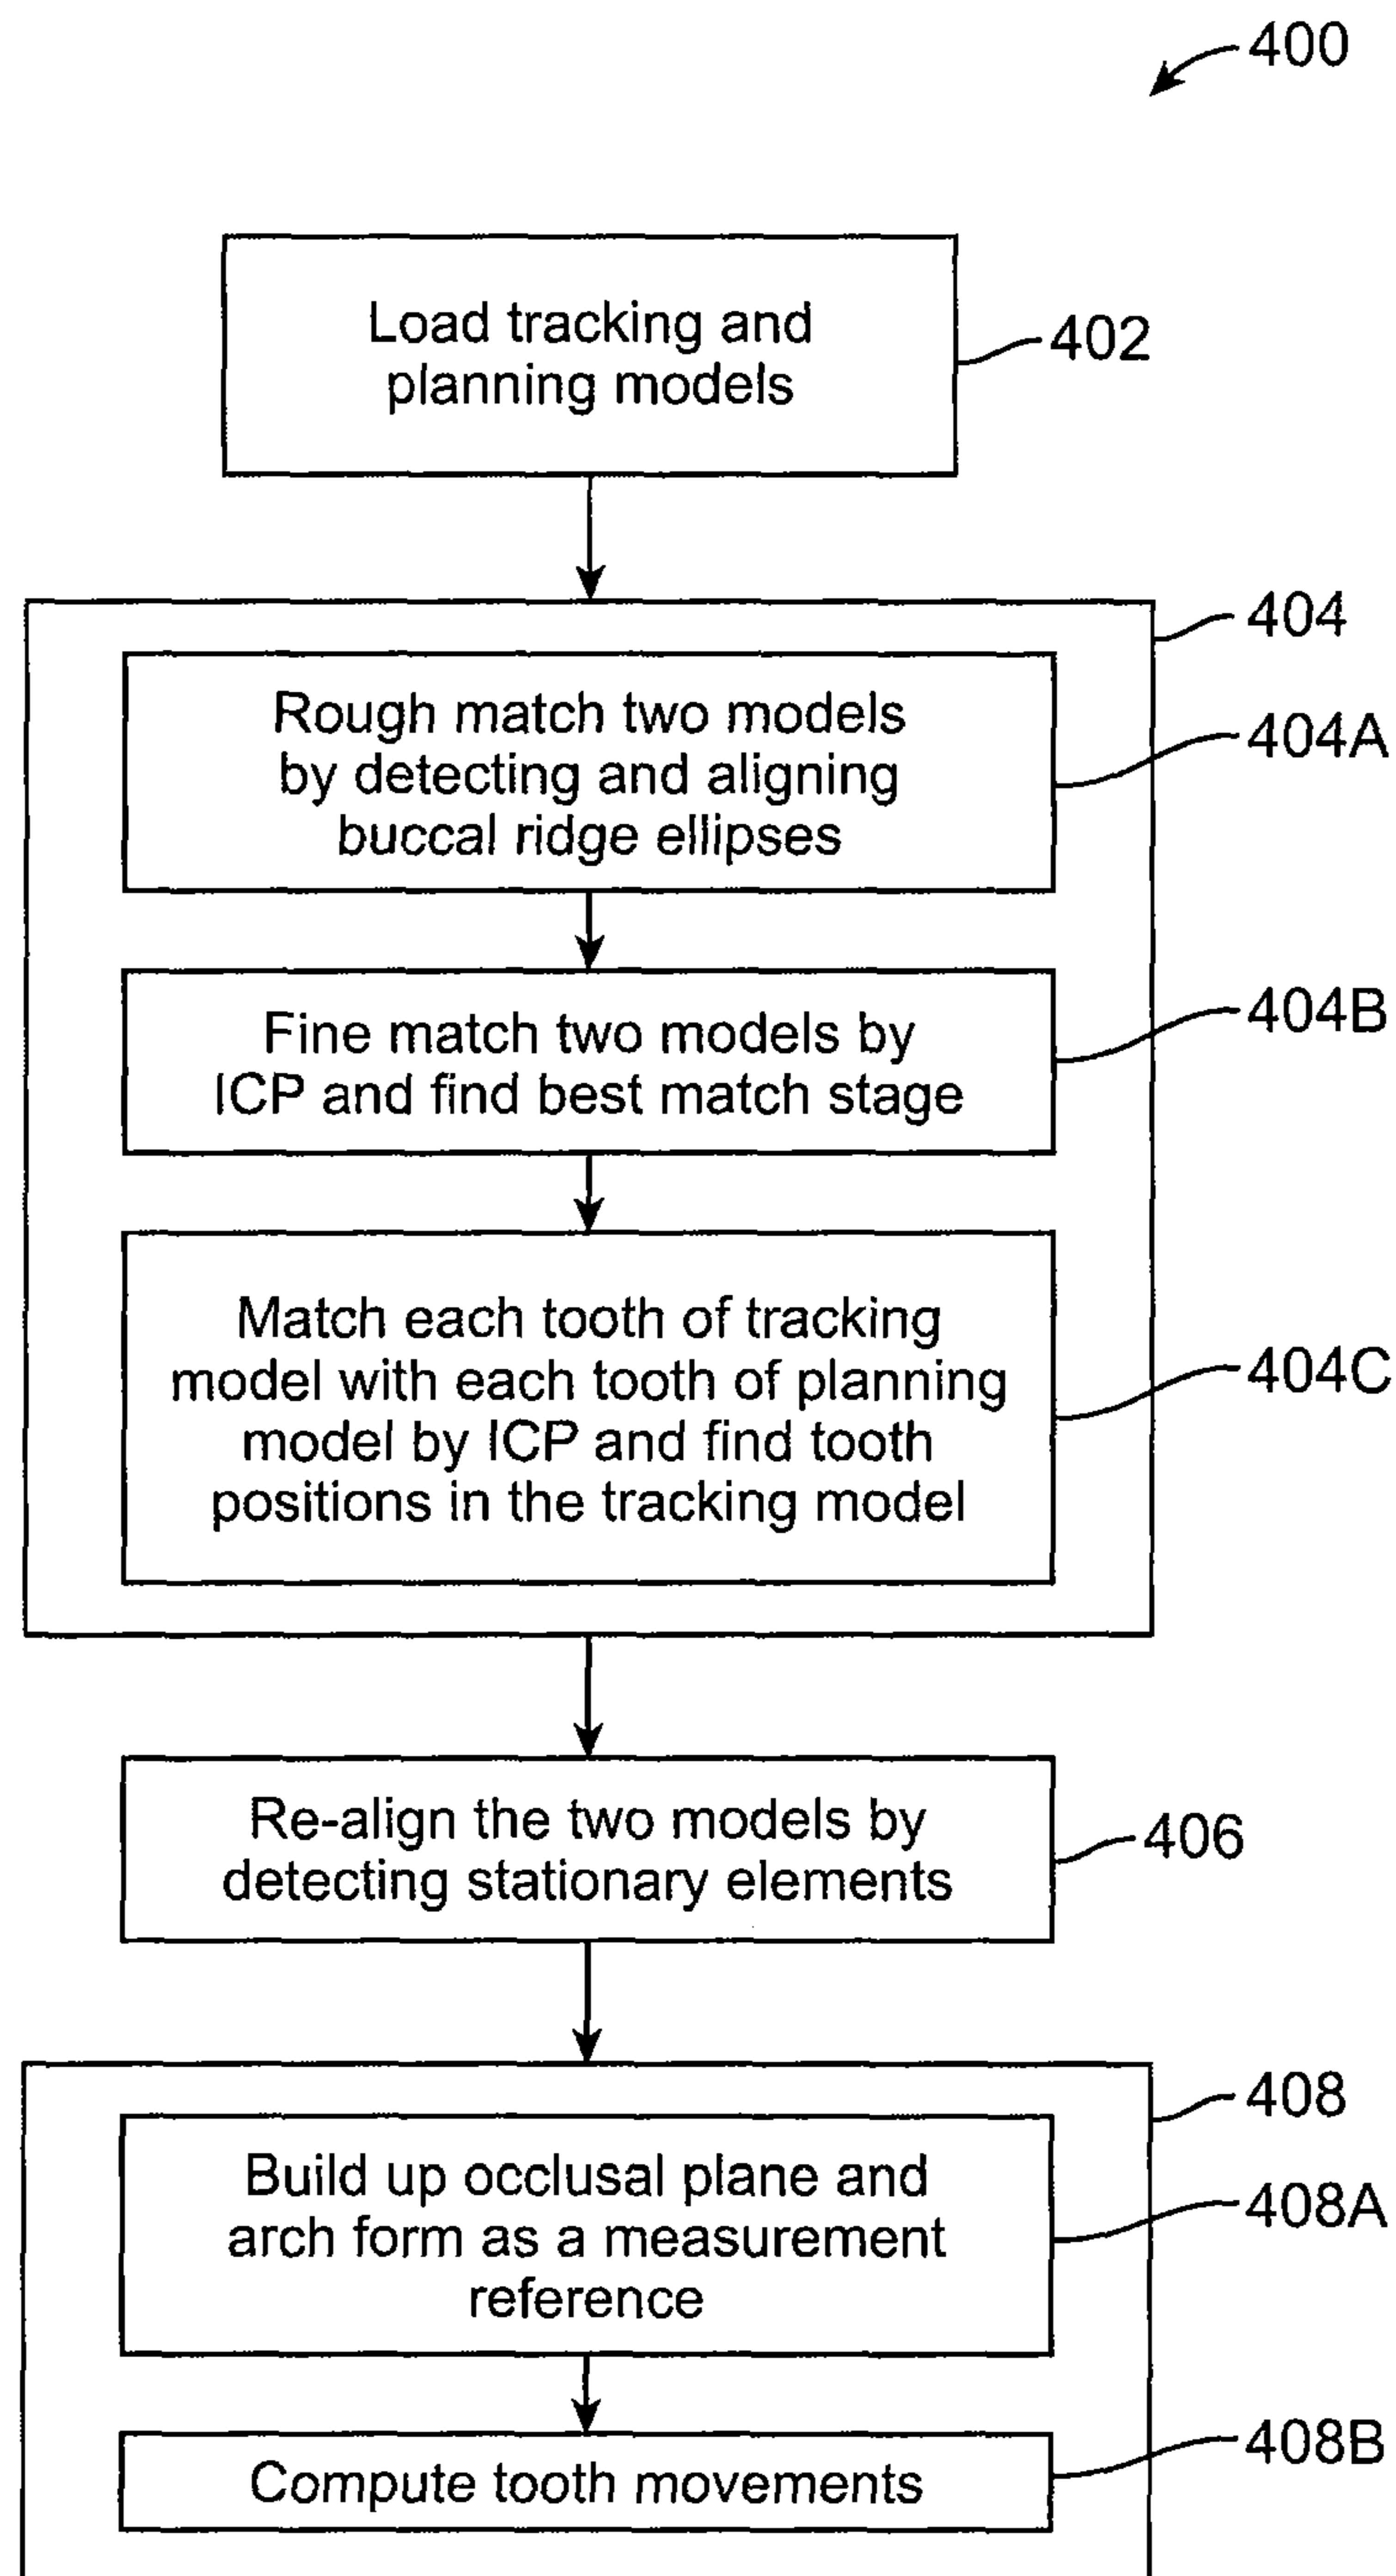 400
Load tracking and
planning models
402
404
Rough match two models
by detecting and aligning
buccal ridge ellipses
404A
Fine match two models by
ICP and find best match stage
404B
Match each tooth of tracking
model with each tooth of planning
model by ICP and find tooth
positions in the tracking model
404C
Re-align the two models by
detecting stationary elements
406
408
Build up occlusal plane and
arch form as a measurement
reference
408A
Compute tooth movements
408B